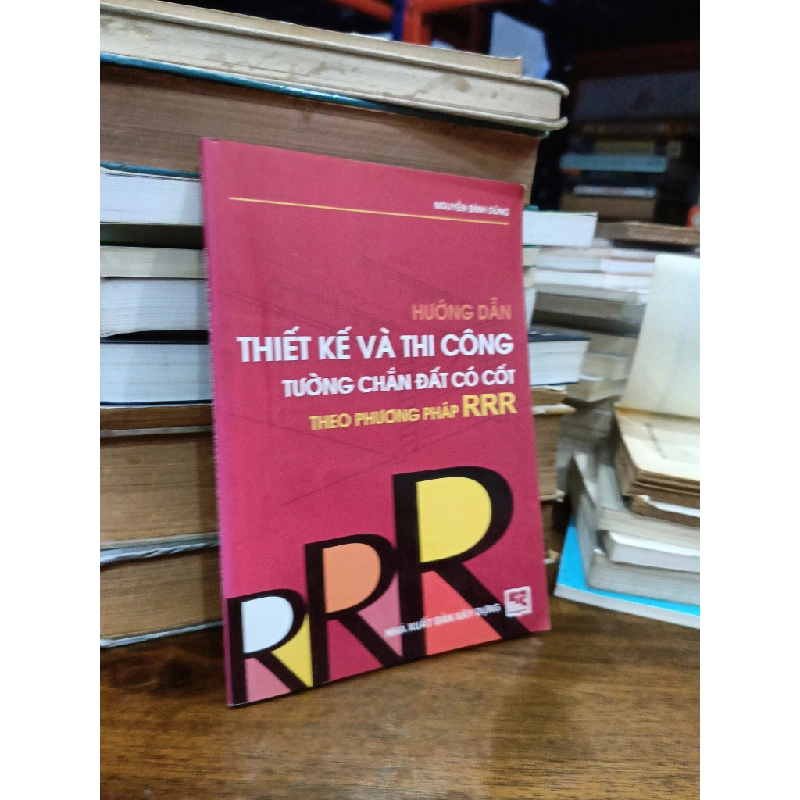 NGUYỄN ĐÌNH DŨNG
HƯỚNG DẪN
THIẾT KẾ VÀ THI CÔNG
TƯỜNG CHẮN ĐẤT CÓ CỐT
THEO PHƯƠNG PHÁP RRR
RRR
NHÀ XUẤT BẢN XÂY DỰNG